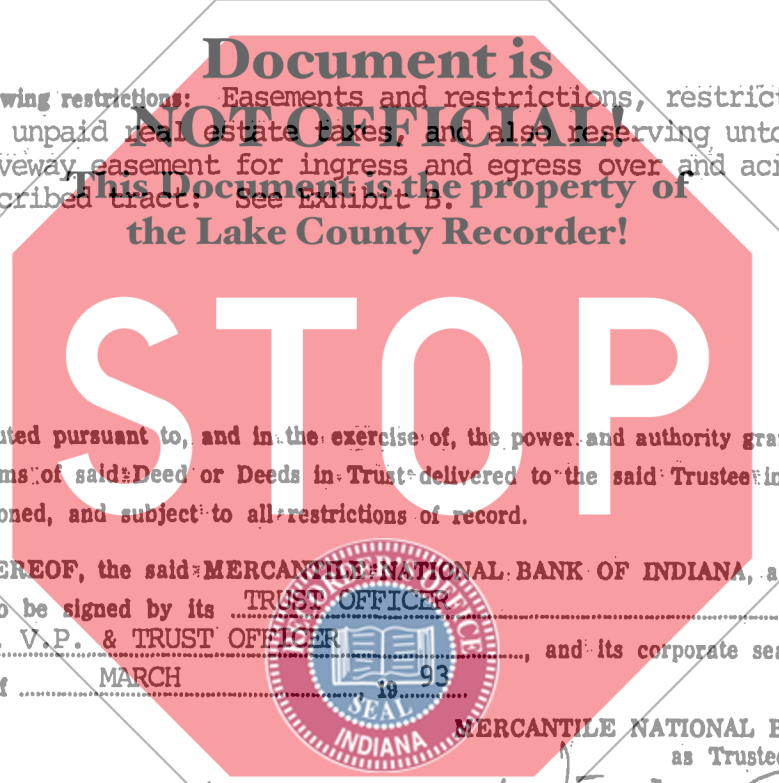 Document is
wing restrictions: Easements and restrictions, restrict
NOT OFFICIAL!
unpaid real estate taxes, and also reserving unto
veway easement for ingress and egress over and acr
This Document is the property of
cribed tract: See Exhibit B.
the Lake County Recorder!
STOP
uted pursuant to, and in the exercise of, the power and authority gra
ms of said Deed or Deeds in Trust delivered to the said Trustee in
oned, and subject to all restrictions of record.
EREOF, the said MERCANTILE NATIONAL BANK OF INDIANA, a
o be signed by its TRUST OFFICER
V.P. & TRUST OFFICER, and its corporate sea
f MARCH, 19 93
SEAL
INDIANA
MERCANTILE NATIONAL B
as Trustee